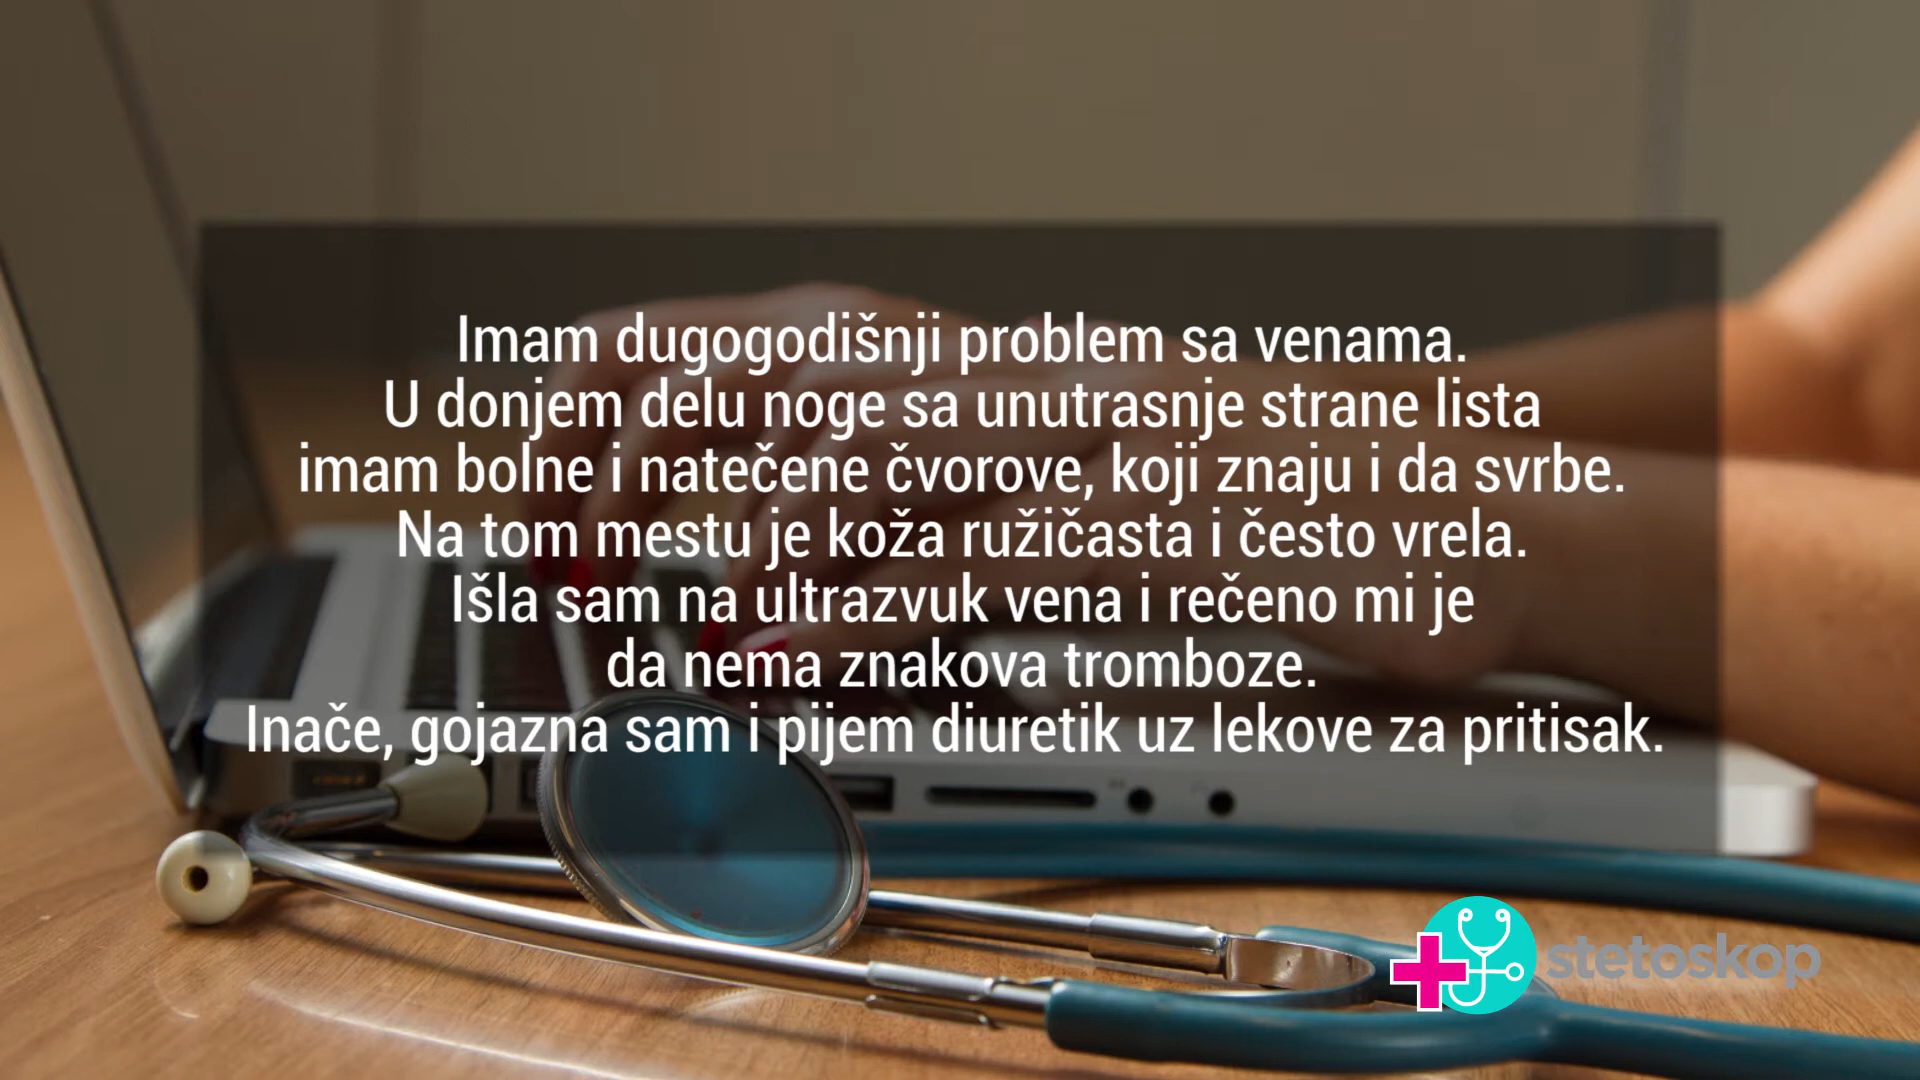 Imam dugogodišnji problem sa venama.
U donjem delu noge sa unutrasnje strane lista
imam bolne i natečene čvorove, koji znaju i da svrbe.
Na tom mestu je koža ružičasta i često vrela.
Išla sam na ultrazvuk vena i rečeno mi je
da nema znakova tromboze.
Inače, gojazna sam i pijem diuretik uz lekove za pritisak.
stetoskop